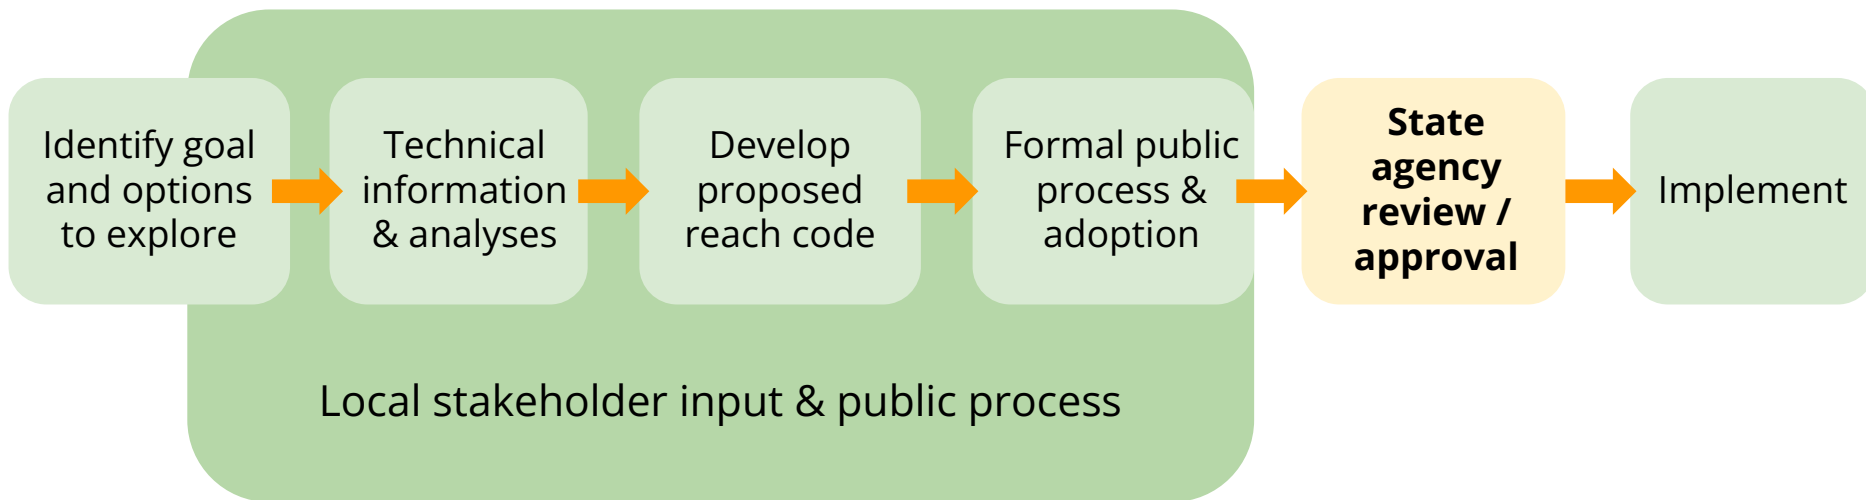 Identify goal
and options
to explore
Technical
information
& analyses
Develop
proposed
reach code
Formal public
process &
adoption
State
agency
review /
approval
Implement
Local stakeholder input & public process